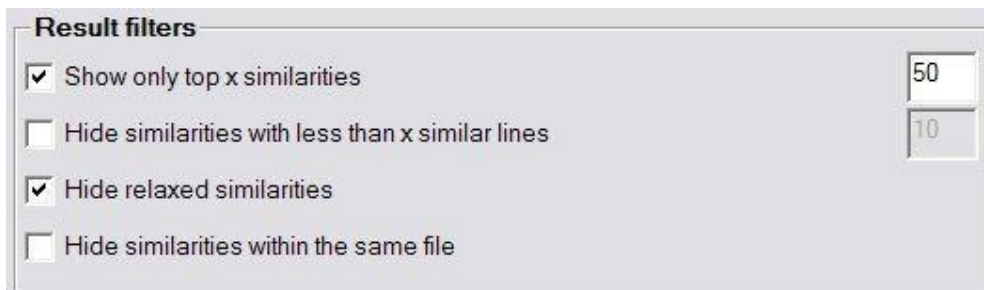 Result filters
Show only top x similarities 50
Hide similarities with less than x similar lines 10
Hide relaxed similarities
Hide similarities within the same file